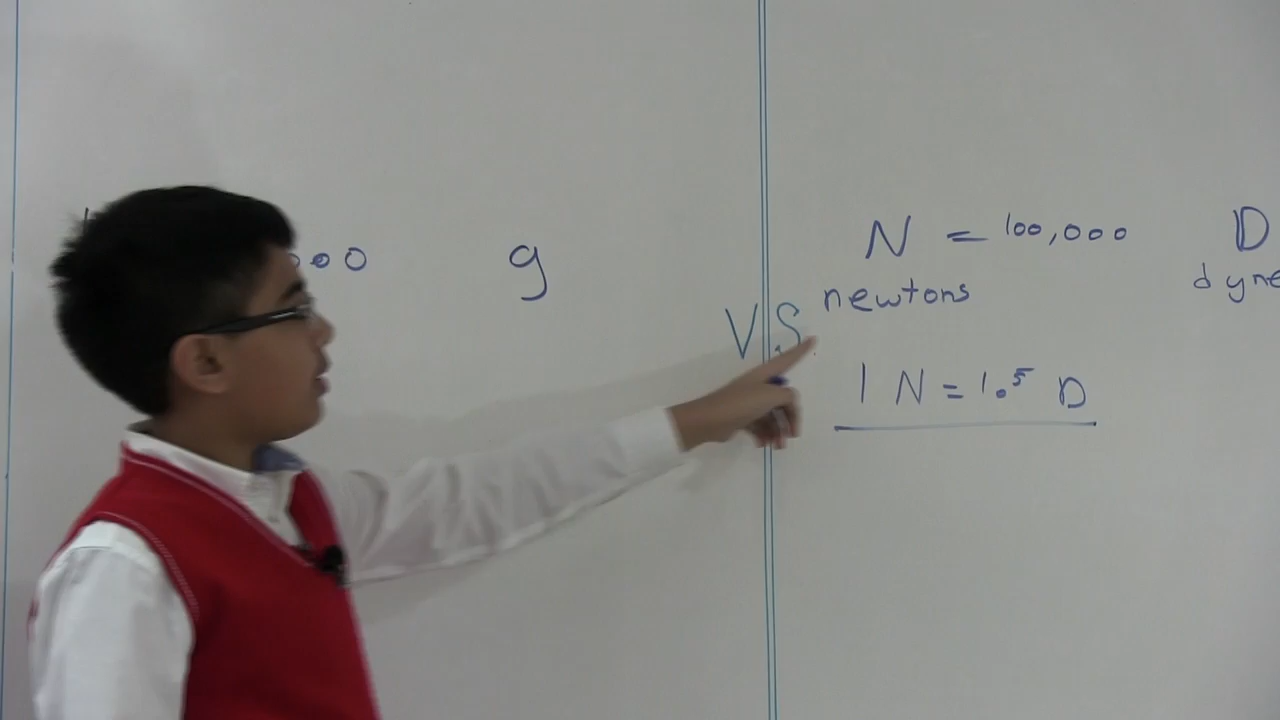 000 g
V.S.
N = 100,000 D
newtons dyne
1 N = 1.⁵ D